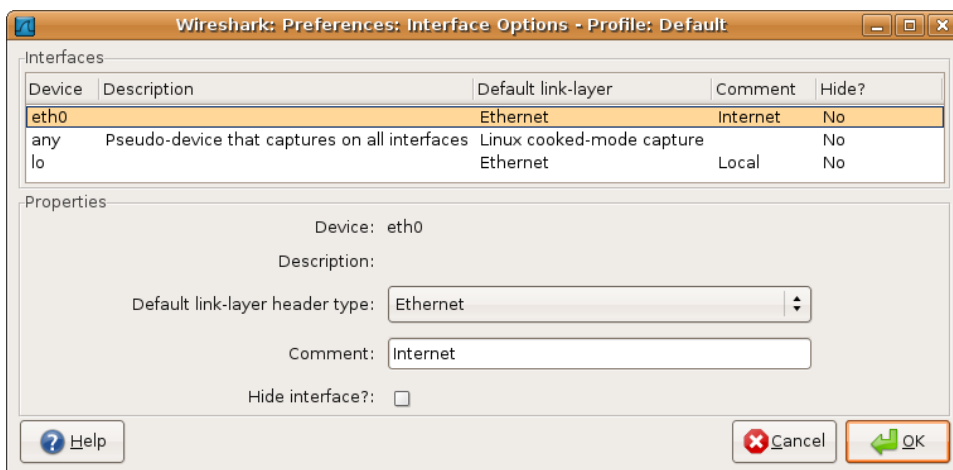 Wireshark: Preferences: Interface Options - Profile: Default
Interfaces
Device Description Default link-layer Comment Hide?
eth0 Ethernet Internet No
any Pseudo-device that captures on all interfaces Linux cooked-mode capture No
lo Ethernet Local No
Properties
Device: eth0
Description:
Default link-layer header type: Ethernet
Comment: Internet
Hide interface?:
Help Cancel OK